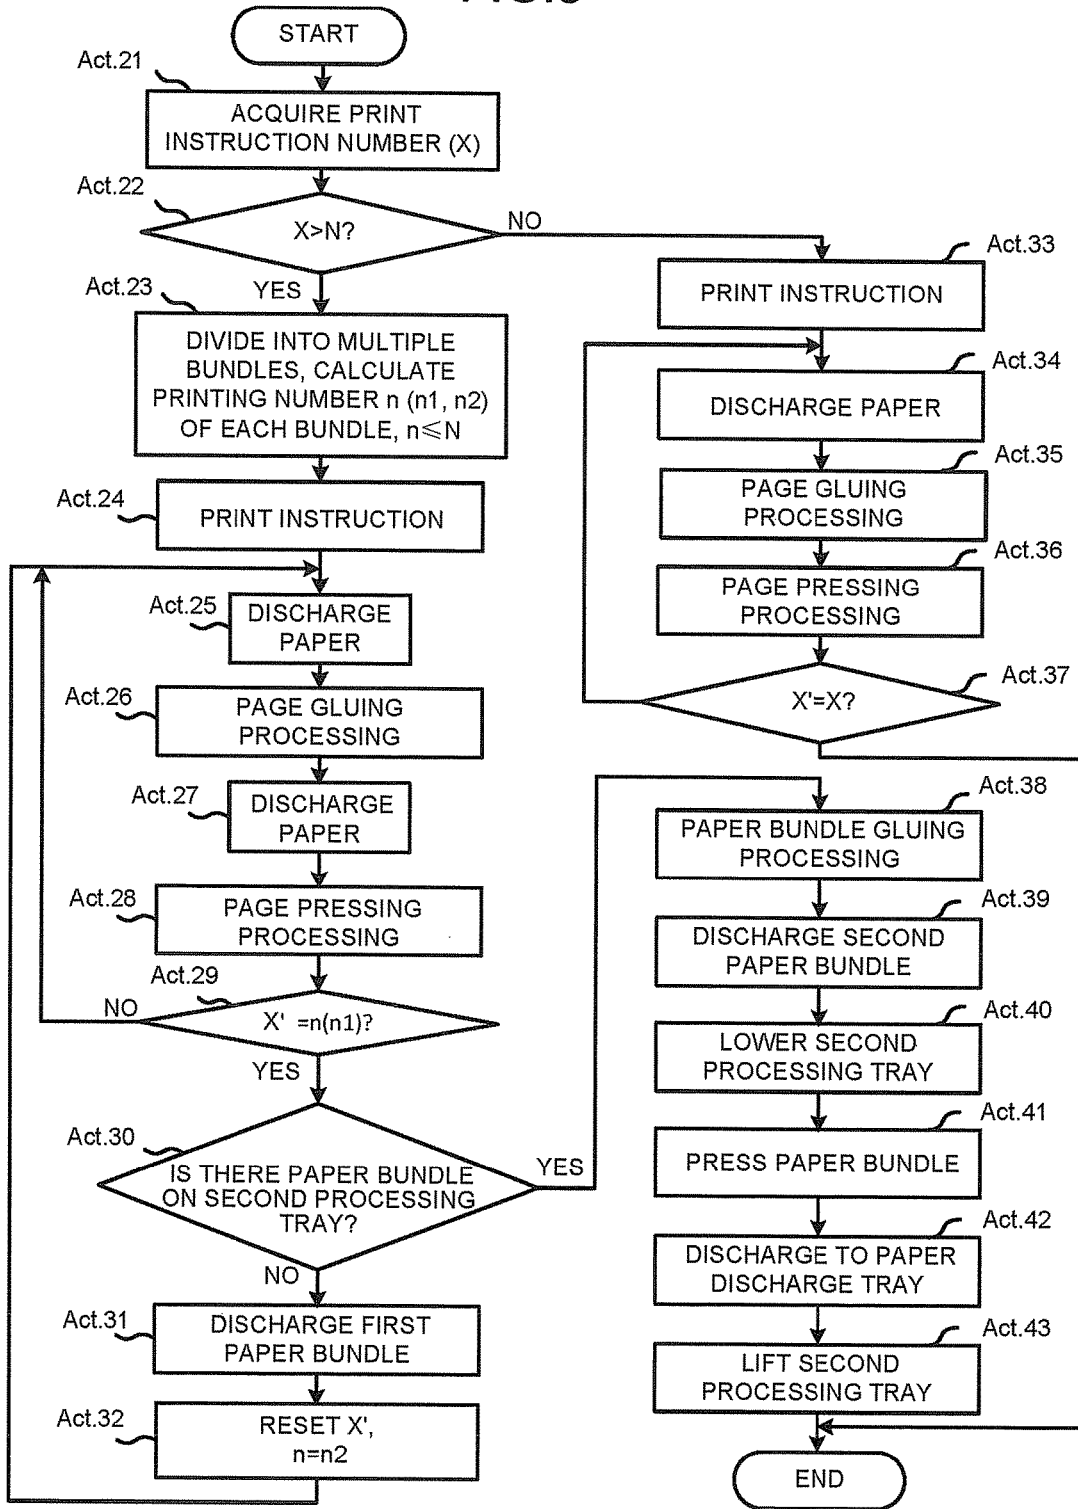 START
Act.21
ACQUIRE PRINT
INSTRUCTION NUMBER (X)
Act.22
X>N?
NO
YES
Act.23
DIVIDE INTO MULTIPLE
BUNDLES, CALCULATE
PRINTING NUMBER n (n1, n2)
OF EACH BUNDLE, n≤N
Act.24
PRINT INSTRUCTION
Act.25
DISCHARGE
PAPER
Act.26
PAGE GLUING
PROCESSING
Act.27
DISCHARGE
PAPER
Act.28
PAGE PRESSING
PROCESSING
Act.29
X' =n(n1)?
NO
YES
Act.30
IS THERE PAPER BUNDLE
ON SECOND PROCESSING
TRAY?
YES
NO
Act.31
DISCHARGE FIRST
PAPER BUNDLE
Act.32
RESET X',
n=n2
Act.33
PRINT INSTRUCTION
Act.34
DISCHARGE PAPER
Act.35
PAGE GLUING
PROCESSING
Act.36
PAGE PRESSING
PROCESSING
Act.37
X'=X?
Act.38
PAPER BUNDLE GLUING
PROCESSING
Act.39
DISCHARGE SECOND
PAPER BUNDLE
Act.40
LOWER SECOND
PROCESSING TRAY
Act.41
PRESS PAPER BUNDLE
Act.42
DISCHARGE TO PAPER
DISCHARGE TRAY
Act.43
LIFT SECOND
PROCESSING TRAY
END